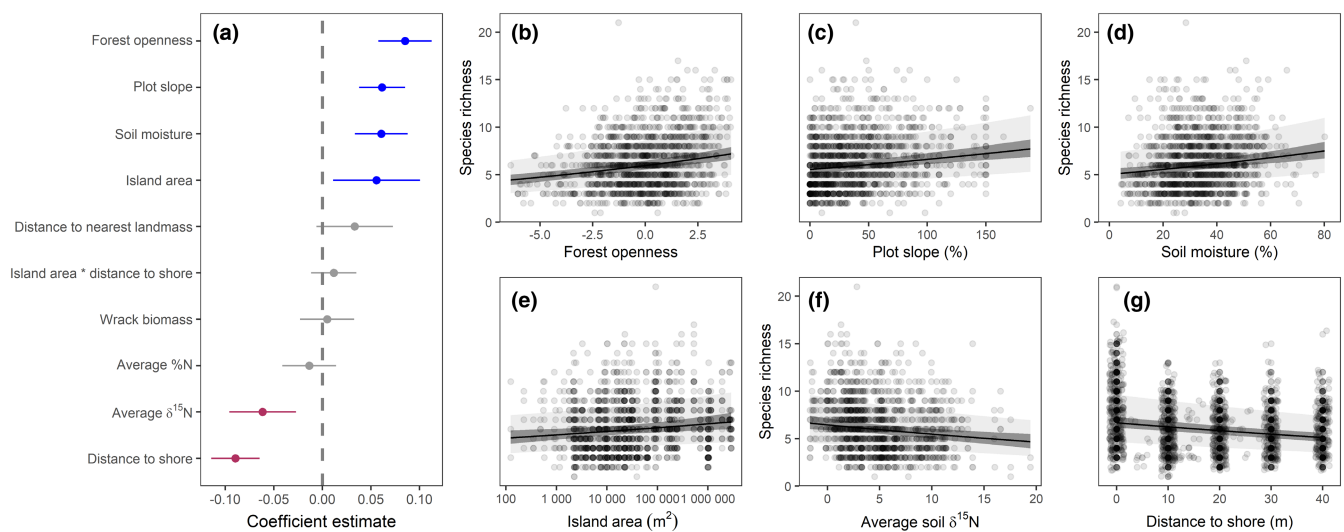 (a)
Forest openness
Plot slope
Soil moisture
Island area
Distance to nearest landmass
Island area * distance to shore
Wrack biomass
Average %N
Average δ¹⁵N
Distance to shore
-0.10 -0.05 0.00 0.05 0.10
Coefficient estimate
(b)
Species richness
20
15
10
5
0
-5.0 -2.5 0.0 2.5
Forest openness
(c)
0 50 100 150
Plot slope (%)
(d)
Species richness
20
15
10
5
0
20 40 60 80
Soil moisture (%)
(e)
100 1 000 10 000 100 000 1 000 000
Island area (m²)
(f)
Species richness
20
15
10
5
0
0 5 10 15 20
Average soil δ¹⁵N
(g)
0 10 20 30 40
Distance to shore (m)